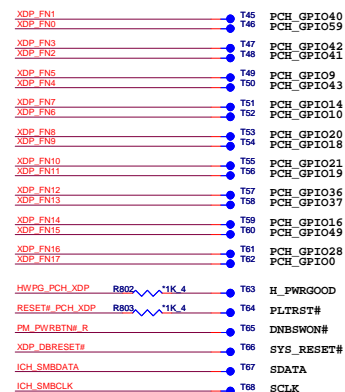 XDP_FN1 T45 PCH_GPIO40
XDP_FN0 T46 PCH_GPIO59
XDP_FN3 T47 PCH_GPIO42
XDP_FN2 T48 PCH_GPIO41
XDP_FN5 T49 PCH_GPIO9
XDP_FN4 T50 PCH_GPIO43
XDP_FN7 T51 PCH_GPIO14
XDP_FN6 T52 PCH_GPIO10
XDP_FN8 T53 PCH_GPIO20
XDP_FN9 T54 PCH_GPIO18
XDP_FN10 T55 PCH_GPIO21
XDP_FN11 T56 PCH_GPIO19
XDP_FN12 T57 PCH_GPIO36
XDP_FN13 T58 PCH_GPIO37
XDP_FN14 T59 PCH_GPIO16
XDP_FN15 T60 PCH_GPIO49
XDP_FN16 T61 PCH_GPIO28
XDP_FN17 T62 PCH_GPIO0
HWPG_PCH_XDP R802 *1K_4 T63 H_PWRGOOD
RESET#_PCH_XDP R803 *1K_4 T64 PLTRST#
PM_PWRBTN#_R T65 DNBSWON#
XDP_DBRESET# T66 SYS_RESET#
ICH_SMBDATA T67 SDATA
ICH_SMBCLK T68 SCLK